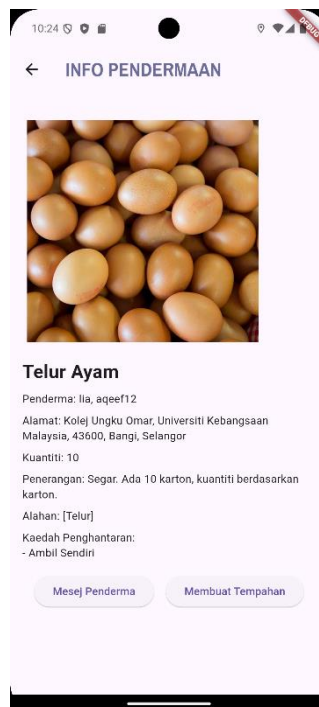 10:24
DEBUG
INFO PENDERMAAN
Telur Ayam
Penderma: lia, aqeef12
Alamat: Kolej Ungku Omar, Universiti Kebangsaan
Malaysia, 43600, Bangi, Selangor
Kuantiti: 10
Penerangan: Segar. Ada 10 karton, kuantiti berdasarkan
karton.
Alahan: [Telur]
Kaedah Penghantaran:
- Ambil Sendiri
Mesej Penderma
Membuat Tempahan